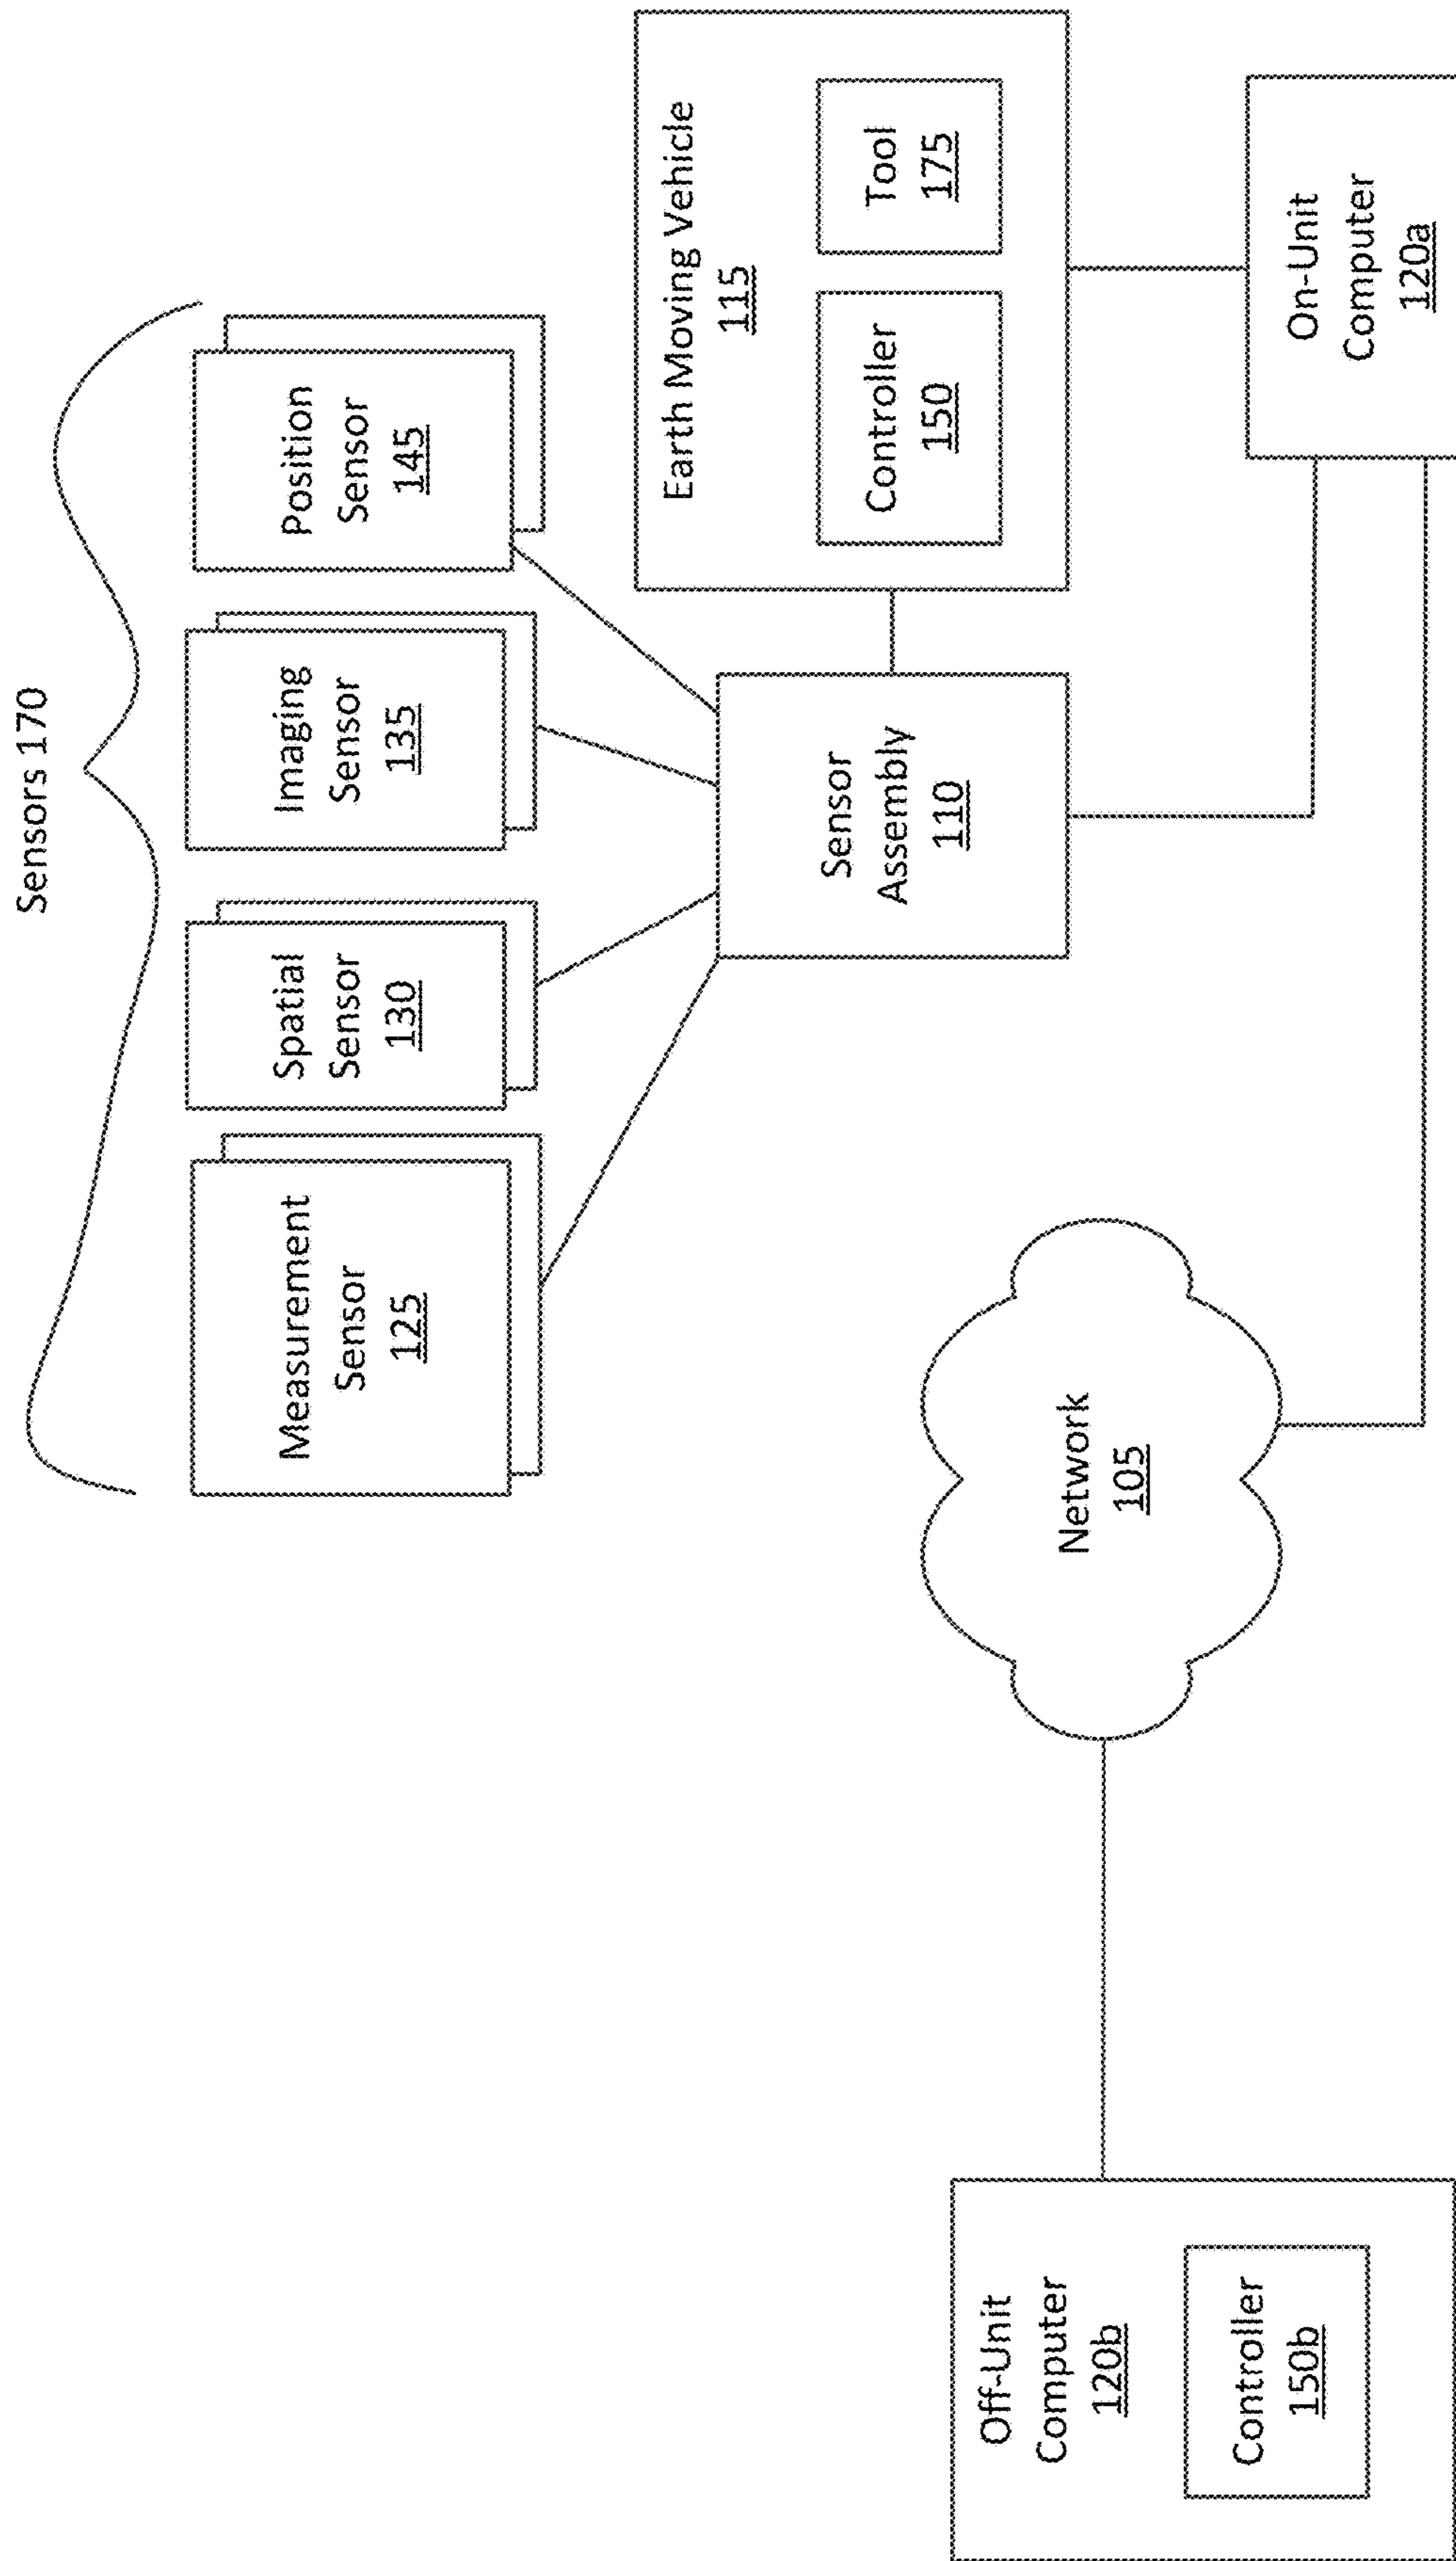 Sensors 170
Measurement
Sensor
125
Spatial
Sensor
130
Imaging
Sensor
135
Position
Sensor
145
Sensor
Assembly
110
Earth Moving Vehicle
115
Controller
150
Tool
175
Off-Unit
Computer
120b
Controller
150b
Network
105
On-Unit
Computer
120a